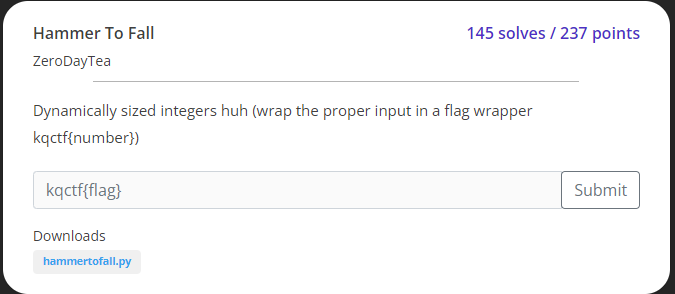 Hammer To Fall
145 solves / 237 points
ZeroDayTea
Dynamically sized integers huh (wrap the proper input in a flag wrapper
kqctf{number})
kqctf{flag}
Submit
Downloads
hammertofall.py